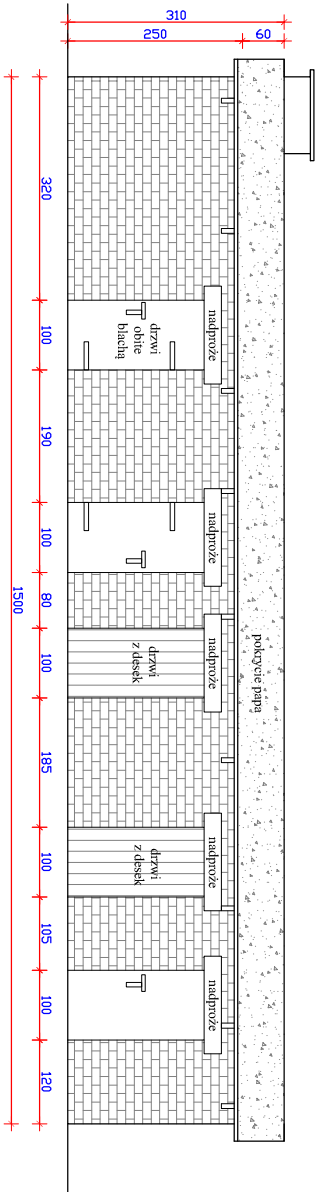 310
250
60
320
100
190
100
80
100
185
100
105
100
120
1500
pokrycie papa
nadproże
nadproże
nadproże
nadproże
nadproże
drzwi
obite
blachą
drzwi
z desek
drzwi
z desek